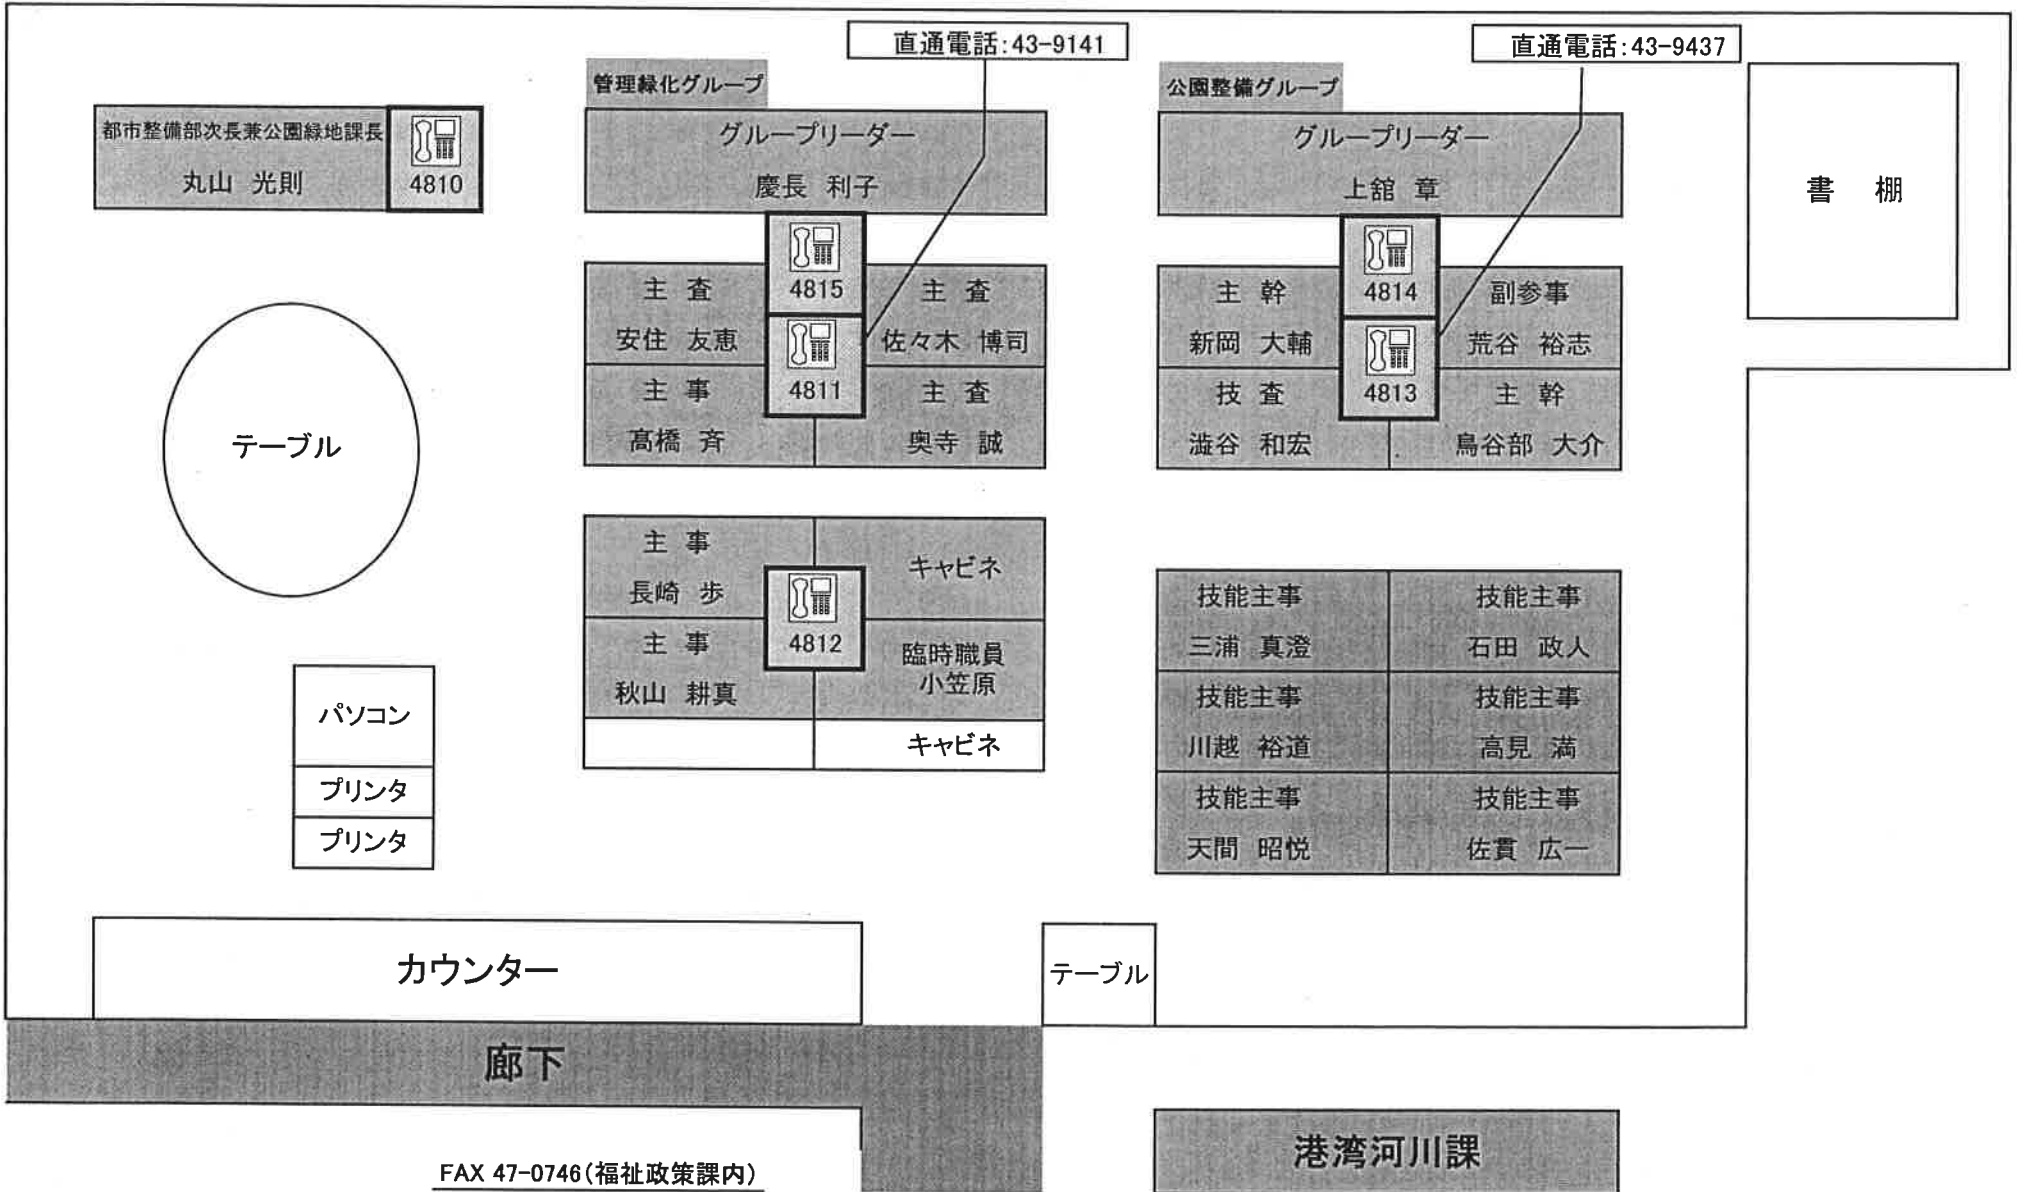 直通電話:43-9141
直通電話:43-9437
都市整備部次長兼公園緑地課長
丸山 光則
4810
管理緑化グループ
グループリーダー
慶長 利子
4815
主 査
安住 友恵
主 査
佐々木 博司
4811
主 事
髙橋 斉
主 査
奥寺 誠
公園整備グループ
グループリーダー
上舘 章
4814
主 幹
新岡 大輔
副参事
荒谷 裕志
4813
技 査
澁谷 和宏
主 幹
鳥谷部 大介
書 棚
テーブル
主 事
長崎 歩
キャビネ
4812
主 事
秋山 耕真
臨時職員
小笠原
キャビネ
技能主事
三浦 真澄
技能主事
石田 政人
技能主事
川越 裕道
技能主事
高見 満
技能主事
天間 昭悦
技能主事
佐貫 広一
パソコン
プリンタ
プリンタ
カウンター
テーブル
廊下
港湾河川課
FAX 47-0746(福祉政策課内)